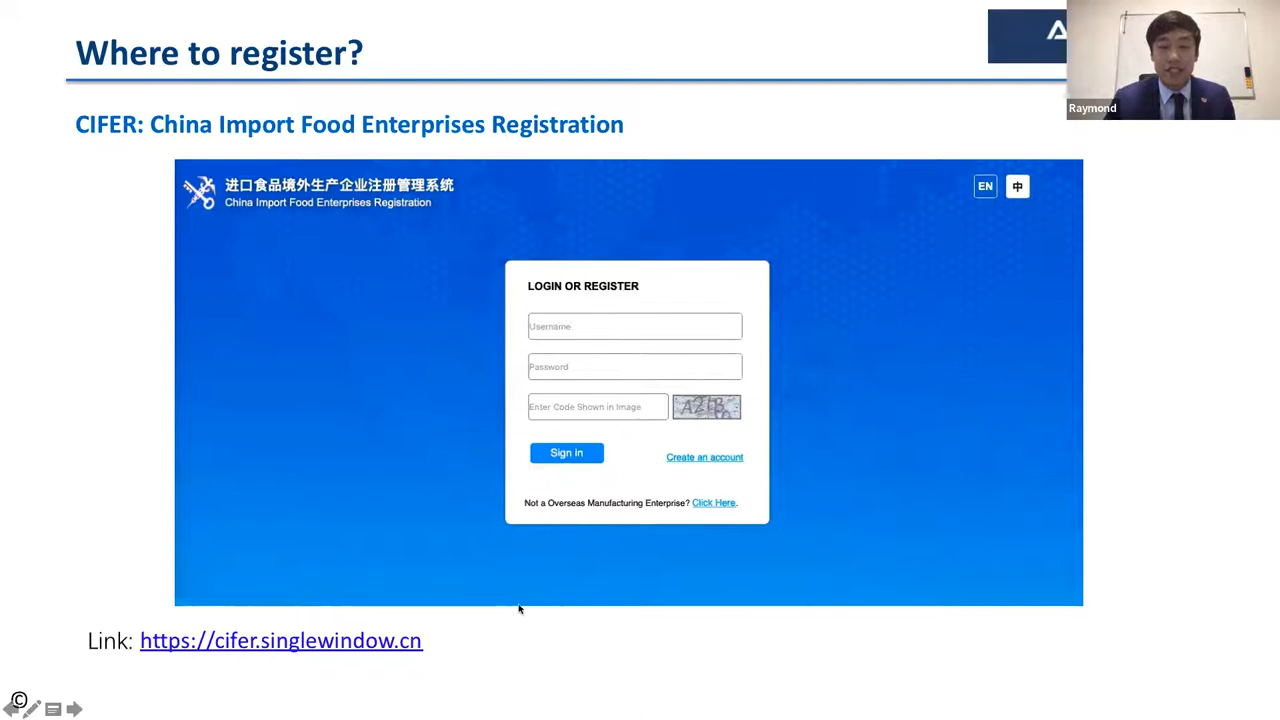 Where to register?
Raymond
CIFER: China Import Food Enterprises Registration
进口食品境外生产企业注册管理系统
China Import Food Enterprises Registration
EN
中
LOGIN OR REGISTER
Username
Password
Enter Code Shown in Image
Sign in
Create an account
Not a Overseas Manufacturing Enterprise? Click Here.
Link: https://cifer.singlewindow.cn
©